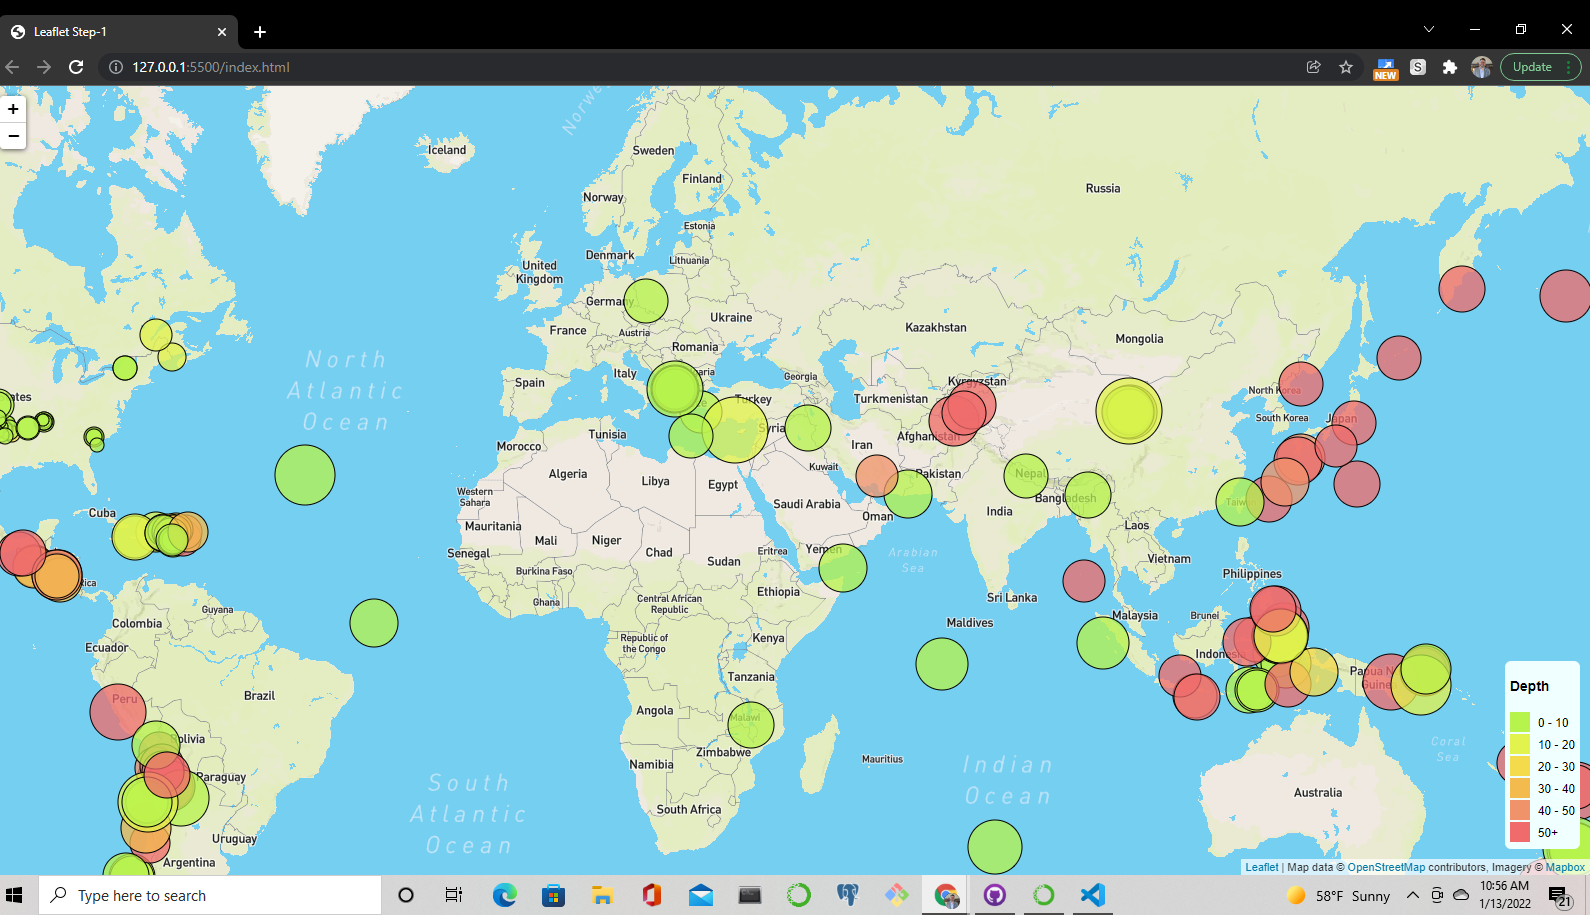 Leaflet Step-1
127.0.0.1:5500/index.html
NEW
S
Update
+
−
Iceland
Sweden
Finland
Norway
Russia
Estonia
Denmark
Lithuania
United
Kingdom
Germany
Ukraine
France
Austria
Romania
Kazakhstan
Mongolia
Italy
Spain
Georgia
Kyrgyzstan
North Korea
Turkey
Turkmenistan
South Korea
Japan
North
Atlantic
Ocean
Tunisia
Syria
Morocco
Iran
Afghanistan
Algeria
Libya
Egypt
Kuwait
Pakistan
Nepal
Western
Sahara
Saudi Arabia
Bangladesh
Taiwan
Cuba
Oman
India
Mauritania
Mali
Niger
Laos
Chad
Senegal
Eritrea
Yemen
Arabian
Sea
Sudan
Vietnam
Burkina Faso
Philippines
Ethiopia
Guyana
Ghana
Central African
Republic
Sri Lanka
Colombia
Maldives
Malaysia
Brunei
Ecuador
Republic of
the Congo
Kenya
Tanzania
Peru
Brazil
Angola
Malawi
Zimbabwe
Namibia
Mauritius
Indian
Ocean
Coral
Sea
Paraguay
South
Atlantic
Ocean
South Africa
Australia
Uruguay
Argentina
Depth
0 - 10
10 - 20
20 - 30
30 - 40
40 - 50
50+
Leaflet | Map data © OpenStreetMap contributors, Imagery © Mapbox
Type here to search
58°F Sunny
10:56 AM
1/13/2022
21